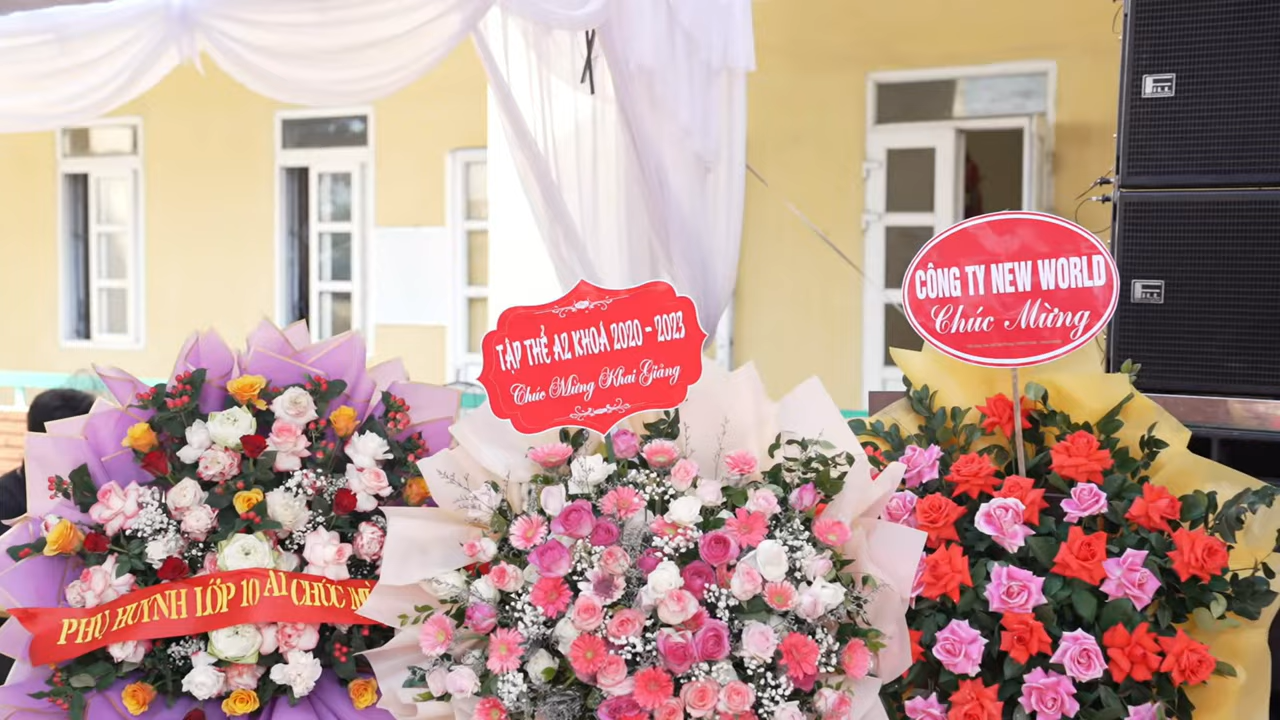 PHỤ HUYNH LỚP 10 A1 CHÚC
TẬP THỂ A2 KHOÁ 2020 - 2023
Chúc Mừng Khai Giảng
CÔNG TY NEW WORLD
Chúc Mừng